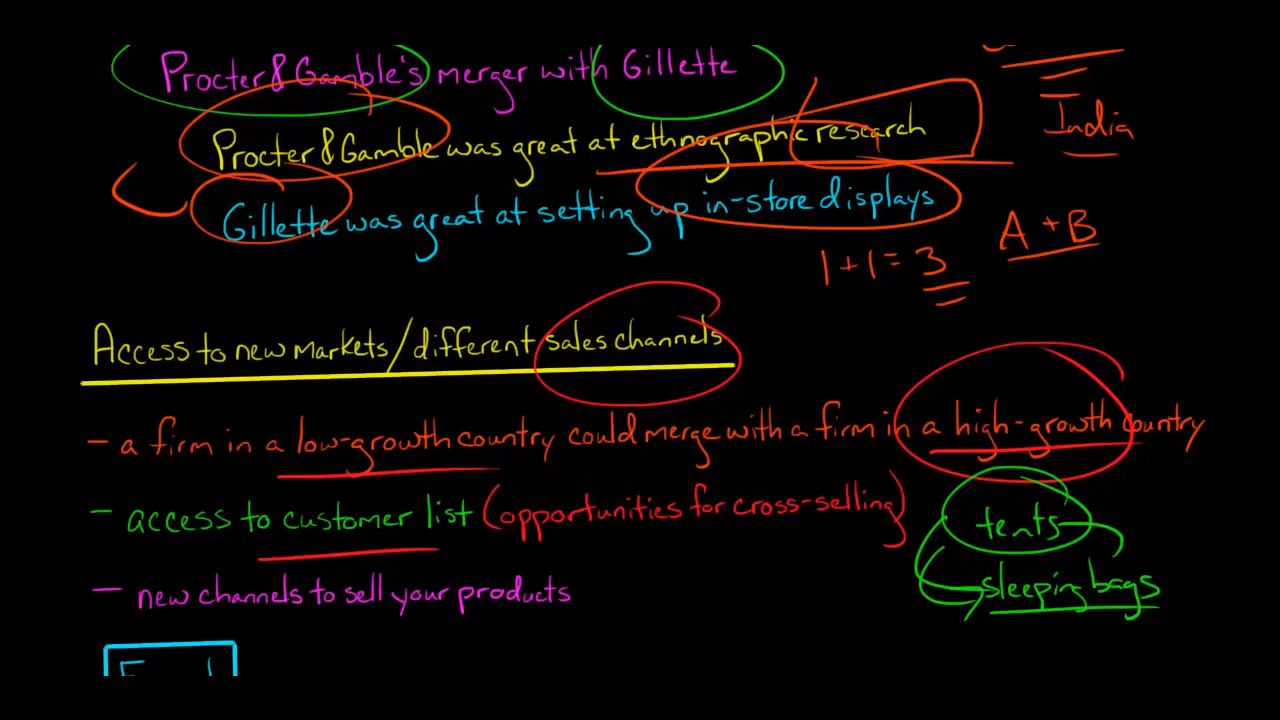 Procter & Gamble's merger with Gillette
Procter & Gamble was great at ethnographic research
India
Gillette was great at setting up in-store displays
A + B
1 + 1 = 3
Access to new markets/different sales channels
- a firm in a low-growth country could merge with a firm in a high-growth country
- access to customer list (opportunities for cross-selling)
tents
sleeping bags
- new channels to sell your products